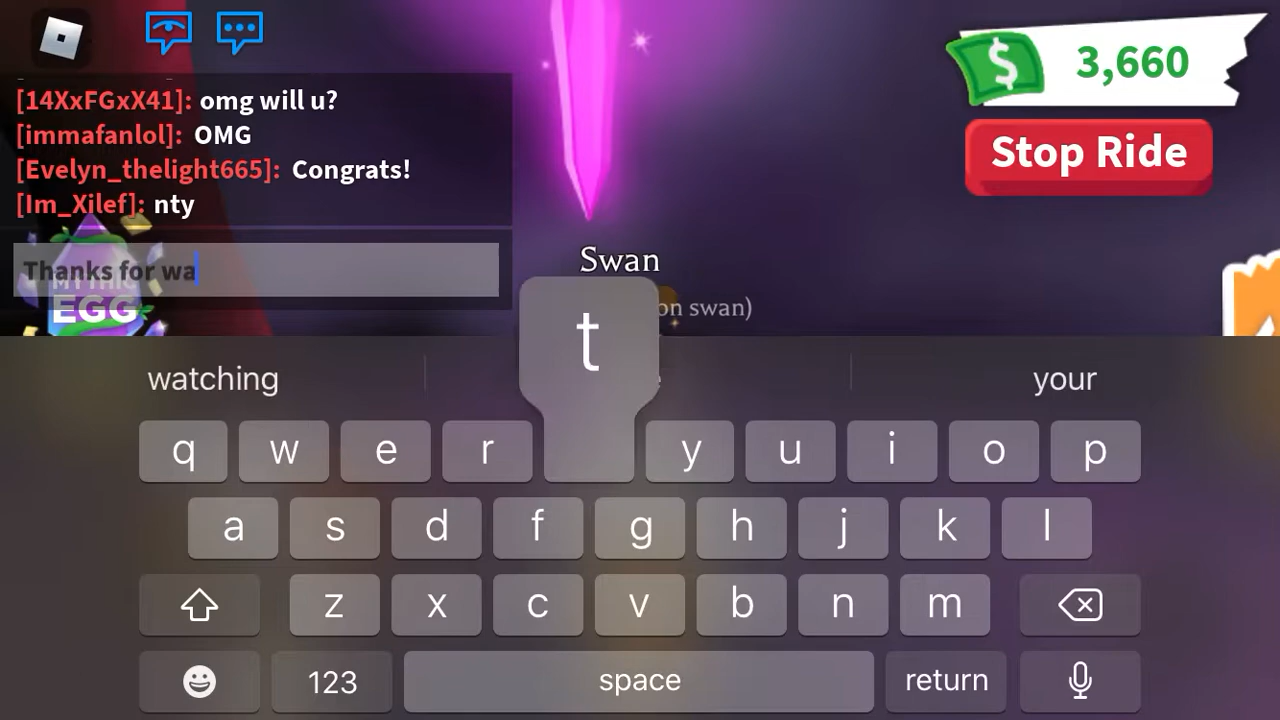 [14XxFGxX41]: omg will u?
[immafanlol]: OMG
[Evelyn_thelight665]: Congrats!
[Im_Xilef]: nty
Thanks for wa
MYTHIC
EGG
$ 3,660
Stop Ride
Swan
on swan)
t
watching
your
q w e r y u i o p
a s d f g h j k l
z x c v b n m
123 space return